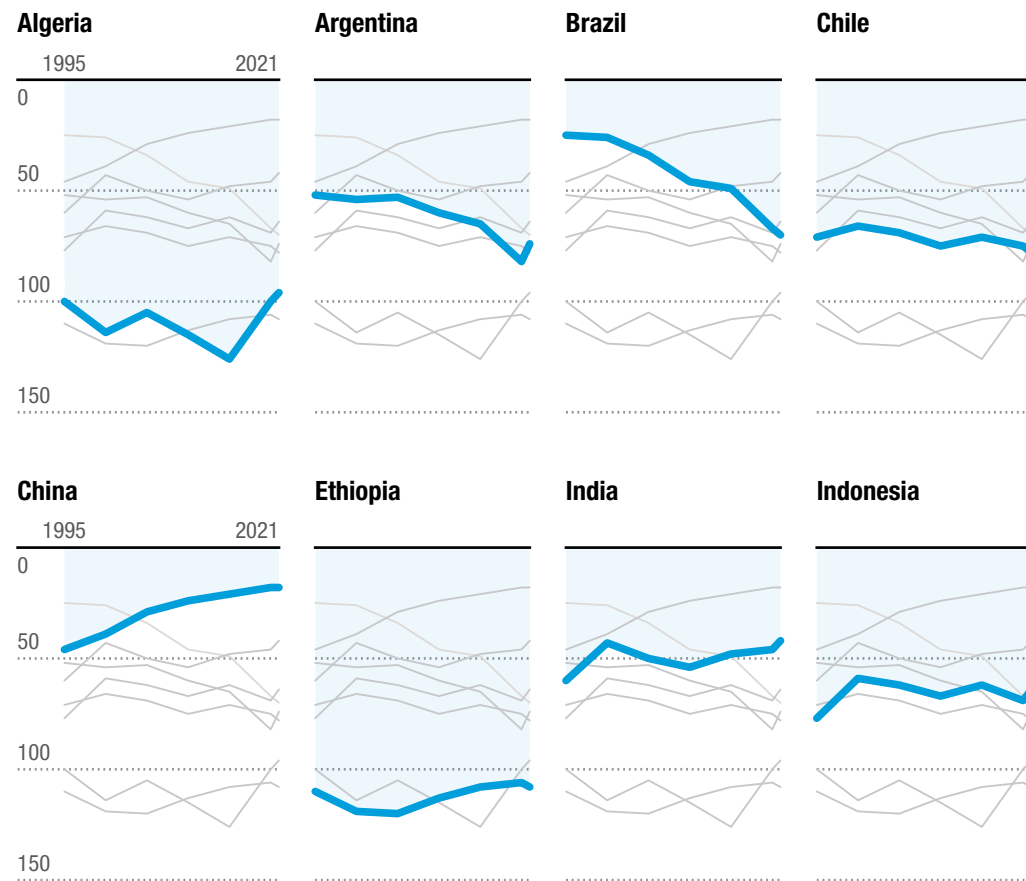 Algeria
Argentina
Brazil
Chile
1995 2021
0
50
100
150
China
Ethiopia
India
Indonesia
1995 2021
0
50
100
150